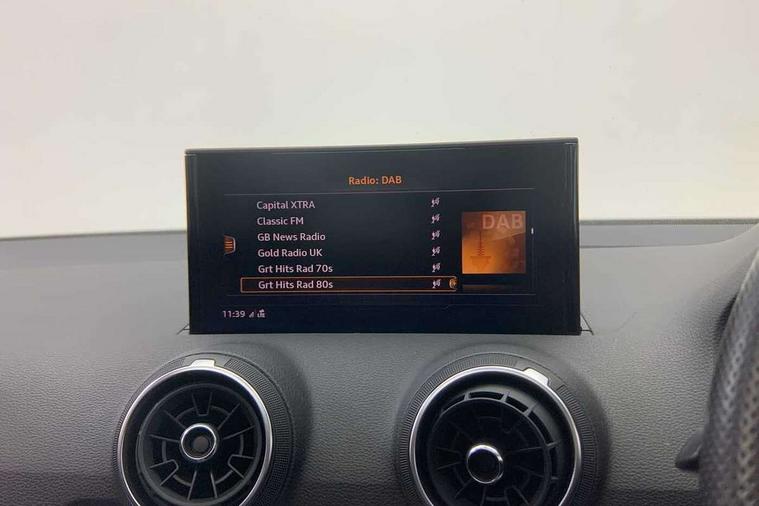 Radio: DAB
Capital XTRA
Classic FM
GB News Radio
Gold Radio UK
Grt Hits Rad 70s
Grt Hits Rad 80s
DAB
11:39 LTE